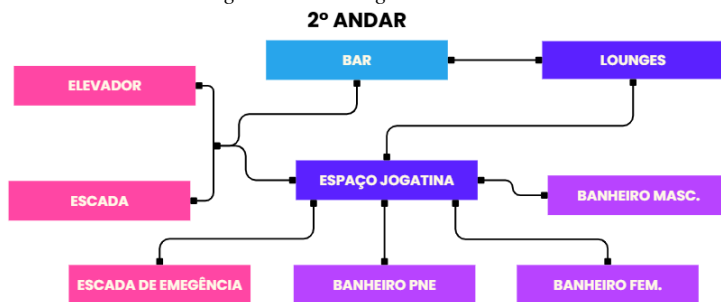 2º ANDAR
BAR
LOUNGES
ELEVADOR
ESPAÇO JOGATINA
ESCADA
BANHEIRO MASC.
ESCADA DE EMEGÊNCIA
BANHEIRO PNE
BANHEIRO FEM.